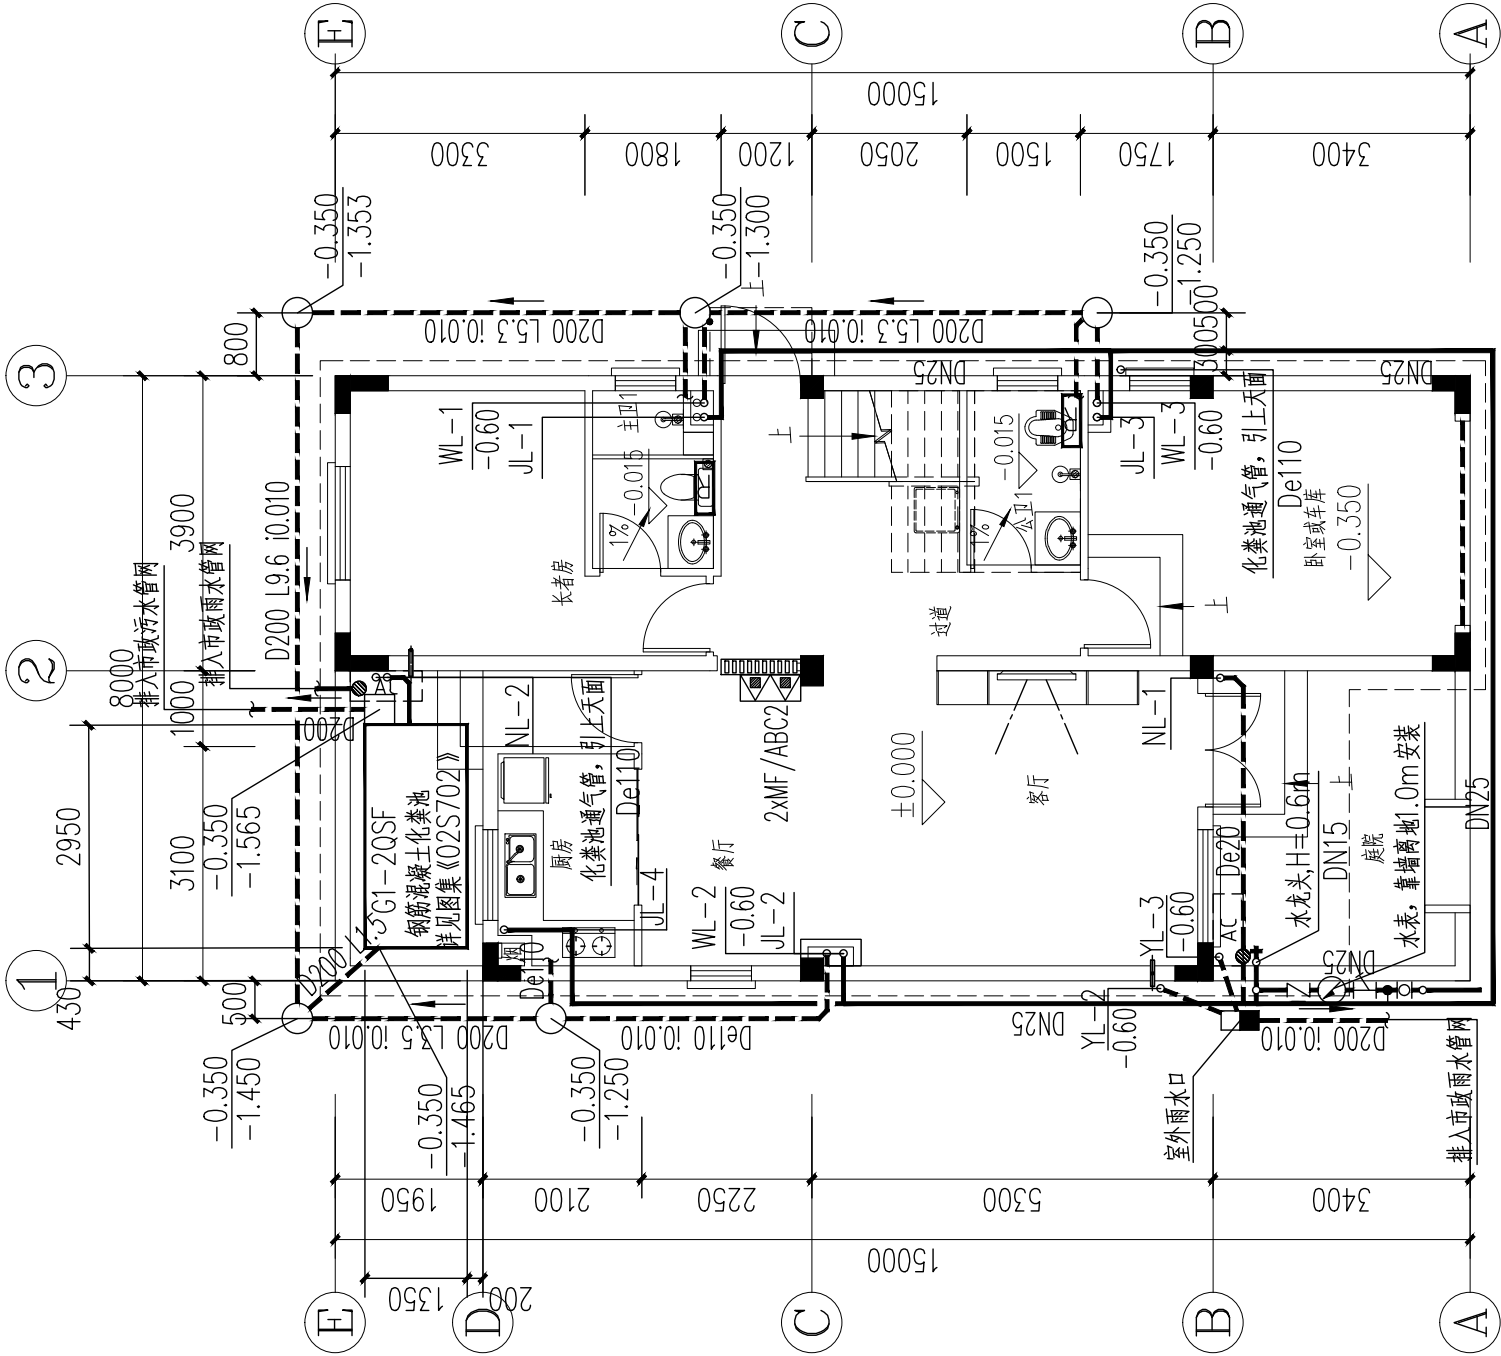 E
C
B
A
15000
3300
1800
1200
2050
1500
1750
3400
-0.350
-1.353
-0.350
-1.300
上
-0.350
-1.250
800
D200 L5.3 i0.010
D200 L5.3 i0.010
300500
3
DN25
DN25
WL-1
-0.60
JL-1
主卫1
上
-0.015
-0.015
JL-3
WL-3
-0.60
化粪池通气管，引上天面
De110
卧室或车库
-0.350
3900
D200 L9.6 i0.010
1%
1%
公卫1
长者房
过道
上
排入市政污水管网
排入市政雨水管网
8000
1000
2
AC
D200
NL-2
化粪池通气管，引上天面
De110
2xMF/ABC2
±0.000
客厅
NL-1
上
2950
3100
-0.350
-1.565
G1-2QSF
钢筋混凝土化粪池
详见图集《02S702》
厨房
餐厅
JL-4
De20
水龙头,H=0.6m
DN15
庭院
水表，靠墙离地1.0m安装
DN25
1
430
500
D200 L1.5
烟
De110
WL-2
-0.60
JL-2
YL-3
-0.60
AC
DN25
D200 L3.5 i0.010
De110 i0.010
DN25
YL-2
-0.60
D200 i0.010
-0.350
-1.450
-0.350
-1.465
-0.350
-1.250
室外雨水口
排入市政雨水管网
1950
2100
2250
5300
3400
15000
1350
200
E
D
C
B
A